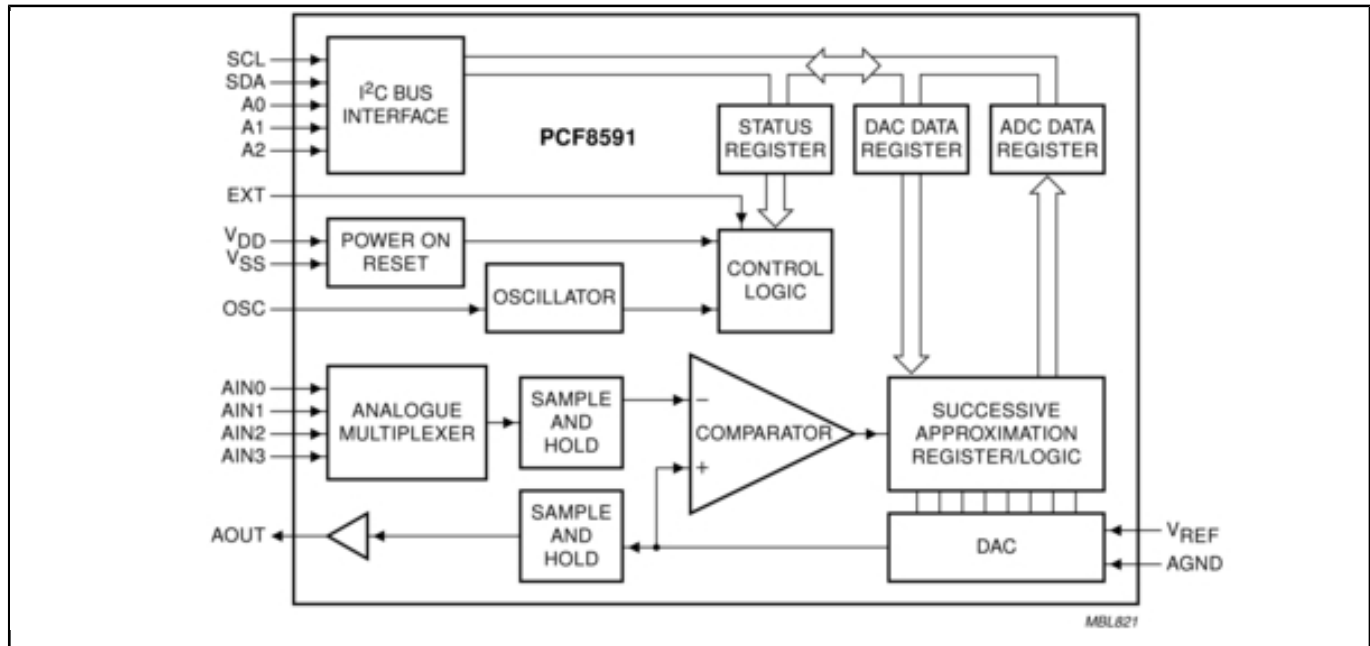 SCL
SDA
A0
A1
A2
I²C BUS
INTERFACE
PCF8591
STATUS
REGISTER
DAC DATA
REGISTER
ADC DATA
REGISTER
EXT
VDD
VSS
POWER ON
RESET
OSC
OSCILLATOR
CONTROL
LOGIC
AIN0
AIN1
AIN2
AIN3
ANALOGUE
MULTIPLEXER
SAMPLE
AND
HOLD
−
+
COMPARATOR
SUCCESSIVE
APPROXIMATION
REGISTER/LOGIC
AOUT
SAMPLE
AND
HOLD
DAC
VREF
AGND
MBL821